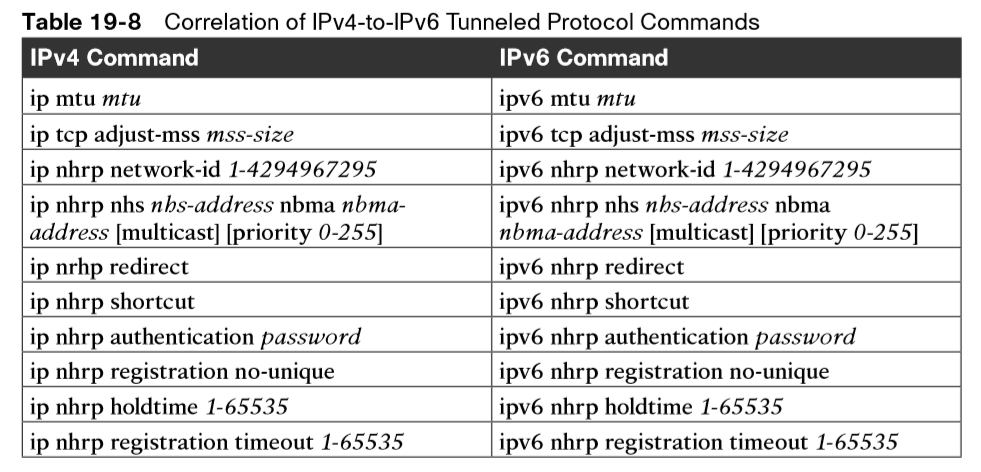 Table 19-8 Correlation of IPv4-to-IPv6 Tunneled Protocol Commands
IPv4 Command IPv6 Command
ip mtu mtu ipv6 mtu mtu
ip tcp adjust-mss mss-size ipv6 tcp adjust-mss mss-size
ip nhrp network-id 1-4294967295 ipv6 nhrp network-id 1-4294967295
ip nhrp nhs nhs-address nbma nbma- ipv6 nhrp nhs nhs-address nbma
address [multicast] [priority 0-255] nbma-address [multicast] [priority 0-255]
ip nrhp redirect ipv6 nhrp redirect
ip nhrp shortcut ipv6 nhrp shortcut
ip nhrp authentication password ipv6 nhrp authentication password
ip nhrp registration no-unique ipv6 nhrp registration no-unique
ip nhrp holdtime 1-65535 ipv6 nhrp holdtime 1-65535
ip nhrp registration timeout 1-65535 ipv6 nhrp registration timeout 1-65535